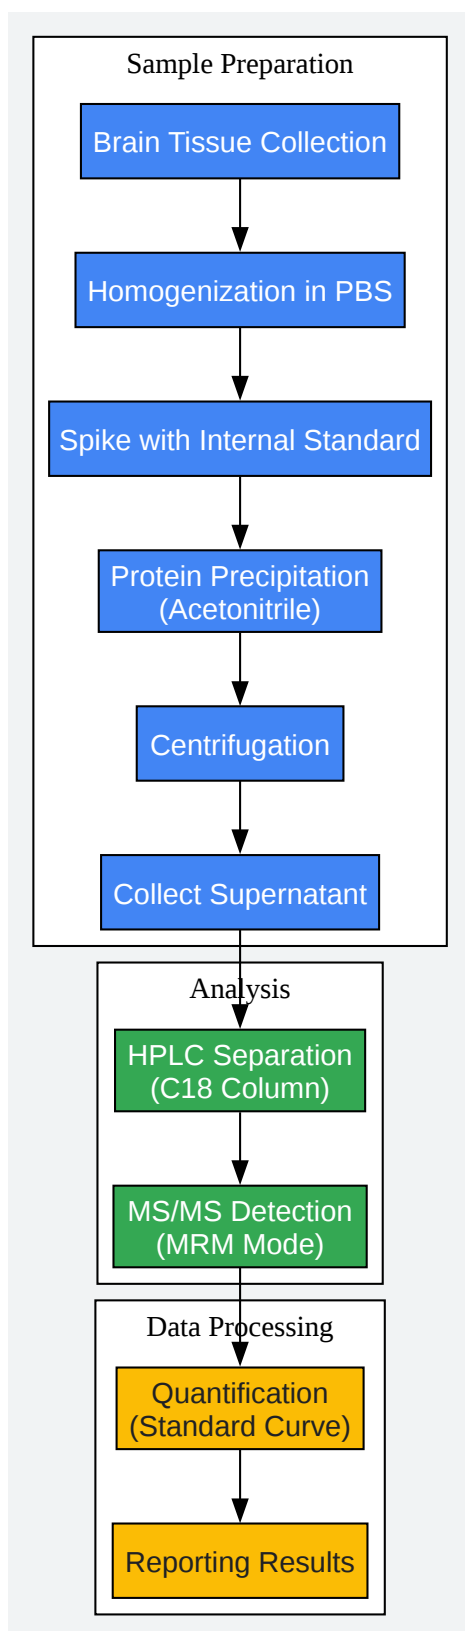 Sample Preparation
Brain Tissue Collection
Homogenization in PBS
Spike with Internal Standard
Protein Precipitation
(Acetonitrile)
Centrifugation
Collect Supernatant
Analysis
HPLC Separation
(C18 Column)
MS/MS Detection
(MRM Mode)
Data Processing
Quantification
(Standard Curve)
Reporting Results